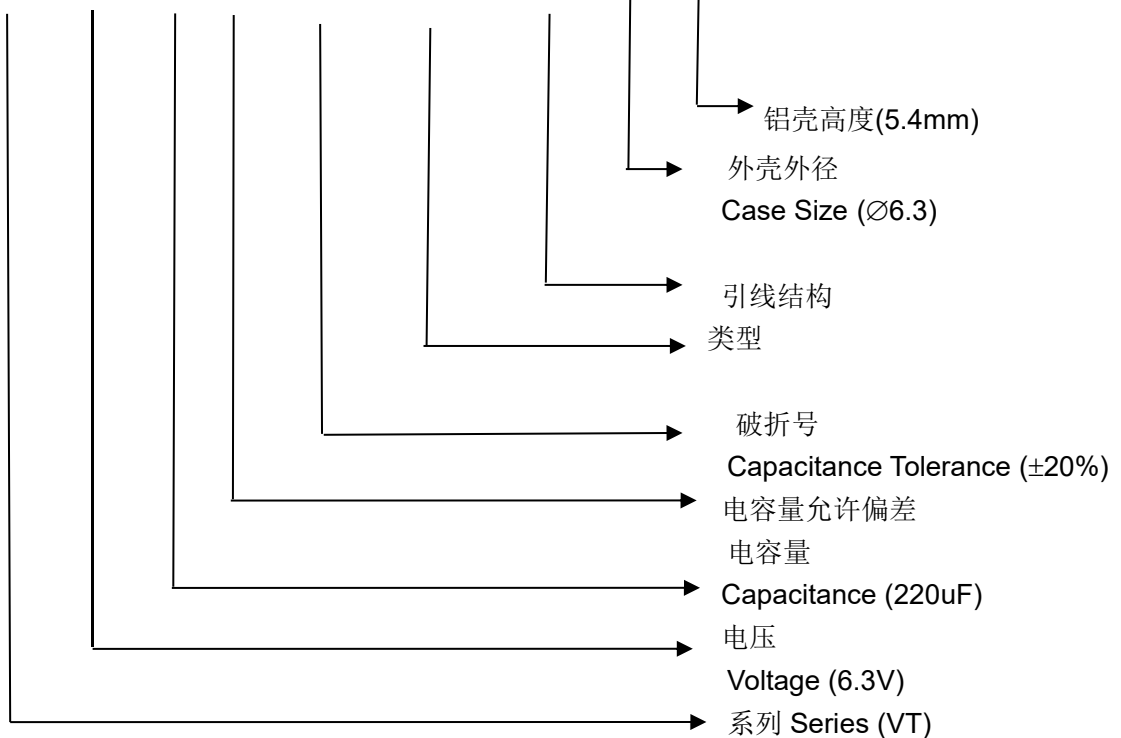 铝壳高度(5.4mm)
外壳外径
Case Size (∅6.3)
引线结构
类型
破折号
Capacitance Tolerance (±20%)
电容量允许偏差
电容量
Capacitance (220uF)
电压
Voltage (6.3V)
系列 Series (VT)